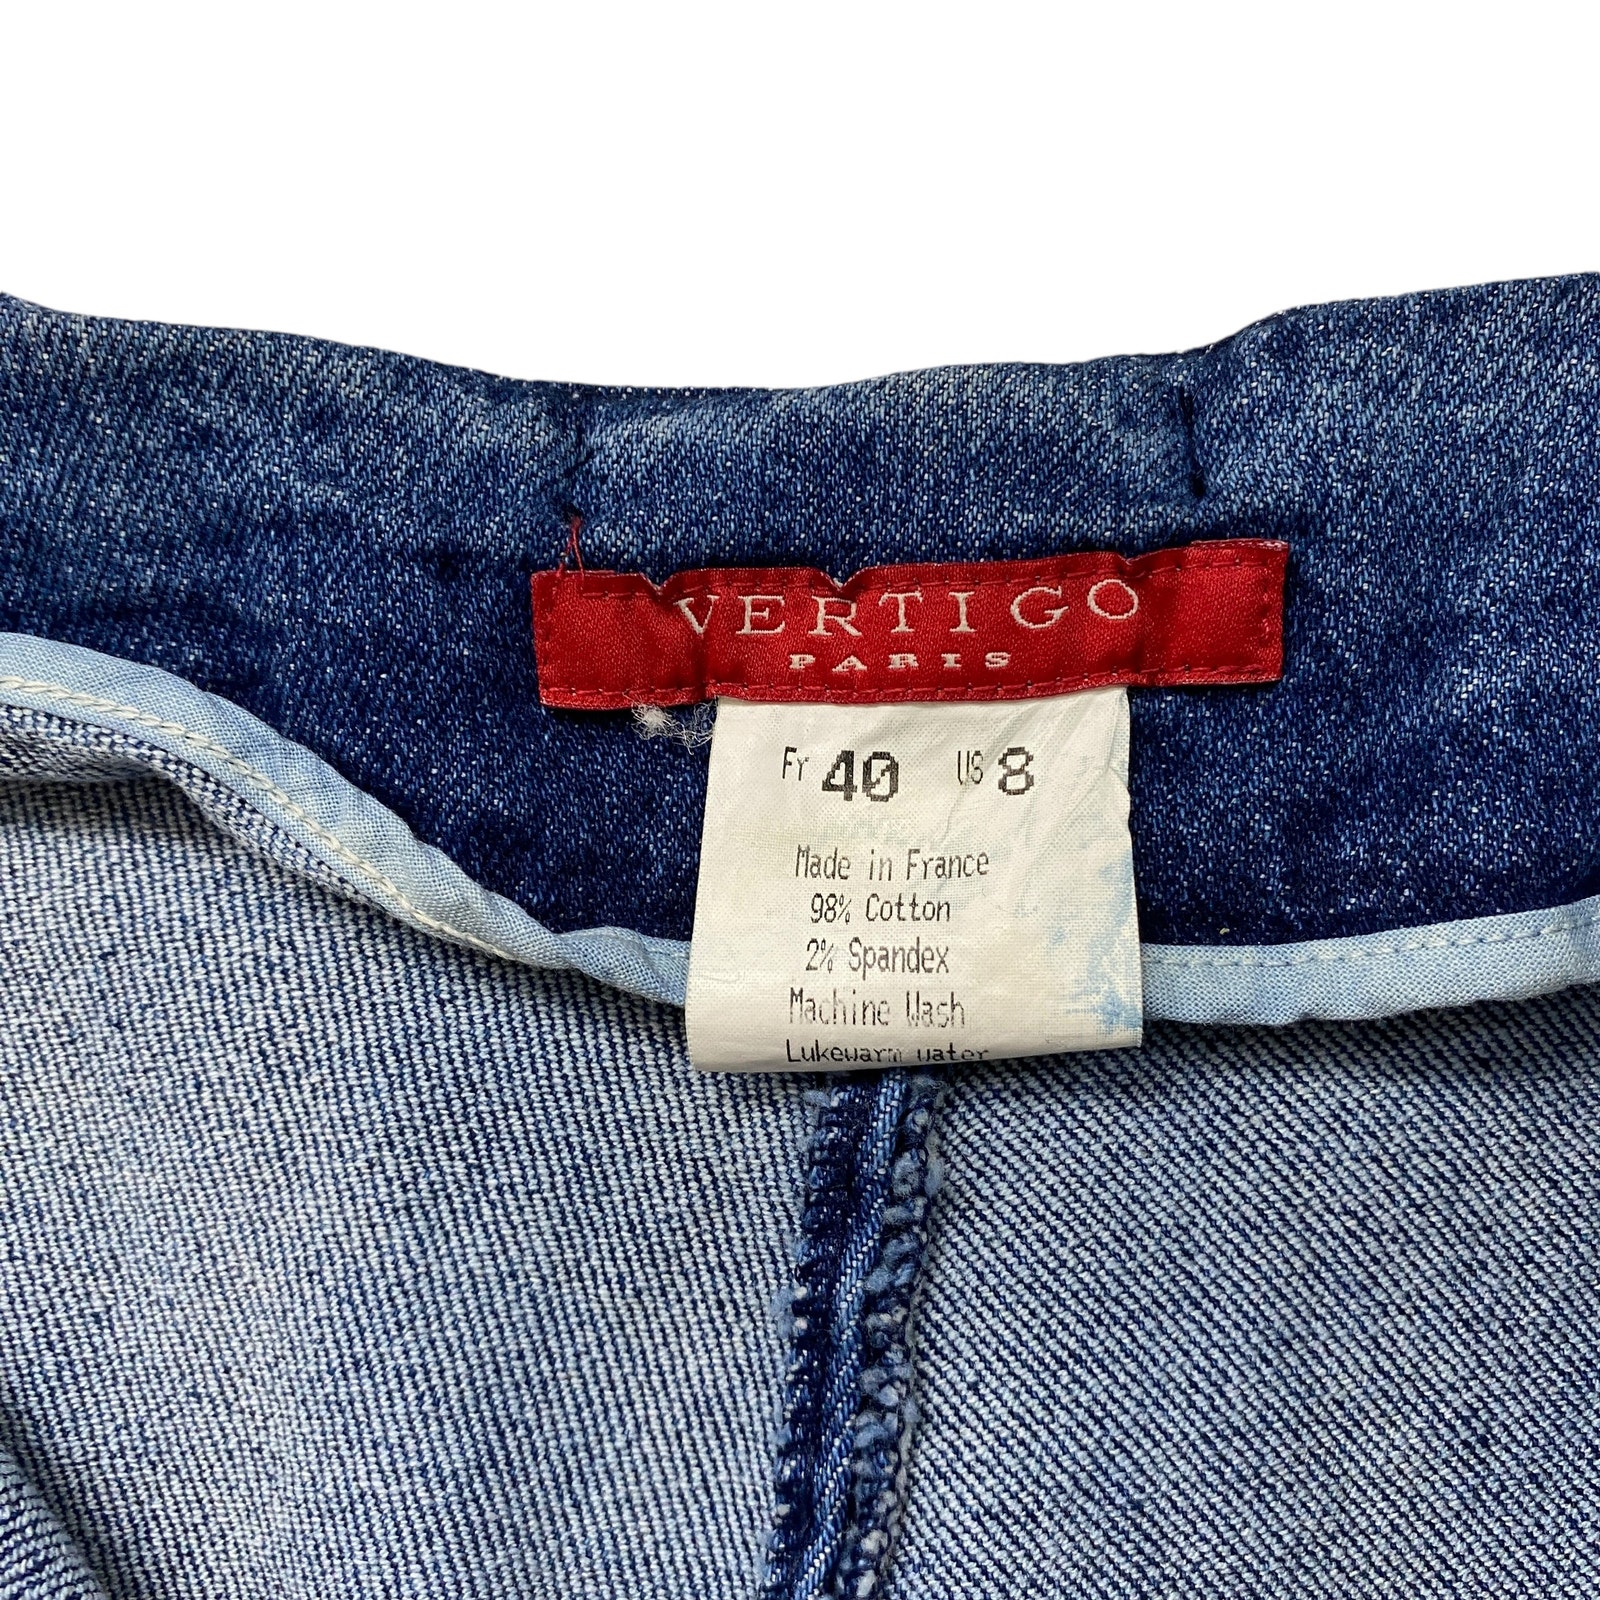 VERTIGO
PARIS
Fr 40 US 8
Made in France
98% Cotton
2% Spandex
Machine Wash
Lukewarm water